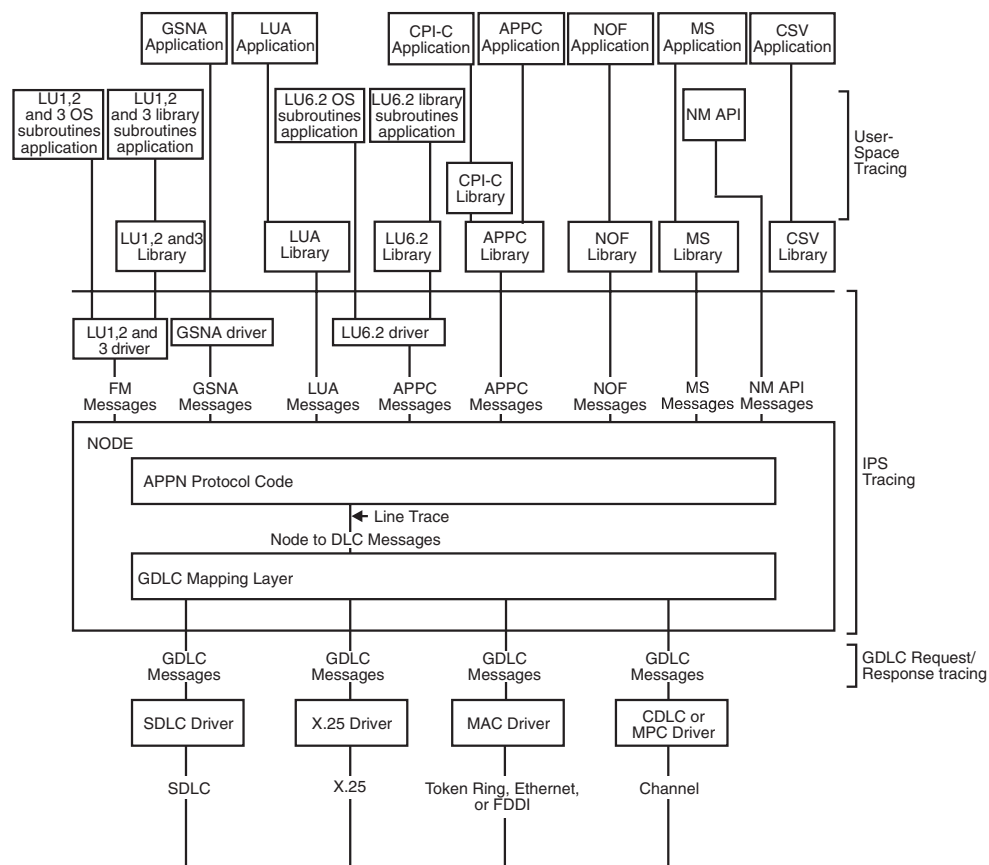 GSNA
Application
LUA
Application
CPI-C
Application
APPC
Application
NOF
Application
MS
Application
CSV
Application
LU1,2
and 3 OS
subroutines
application
LU1,2
and 3 library
subroutines
application
LU6.2 OS
subroutines
application
LU6.2 library
subroutines
application
NM API
User-
Space
Tracing
CPI-C
Library
LU1,2 and3
Library
LUA
Library
LU6.2
Library
APPC
Library
NOF
Library
MS
Library
CSV
Library
LU1,2 and
3 driver
GSNA driver
LU6.2 driver
FM
Messages
GSNA
Messages
LUA
Messages
APPC
Messages
APPC
Messages
NOF
Messages
MS
Messages
NM API
Messages
NODE
APPN Protocol Code
Line Trace
Node to DLC Messages
GDLC Mapping Layer
IPS
Tracing
GDLC
Messages
GDLC
Messages
GDLC
Messages
GDLC
Messages
GDLC Request/
Response tracing
SDLC Driver
X.25 Driver
MAC Driver
CDLC or
MPC Driver
SDLC
X.25
Token Ring, Ethernet,
or FDDI
Channel